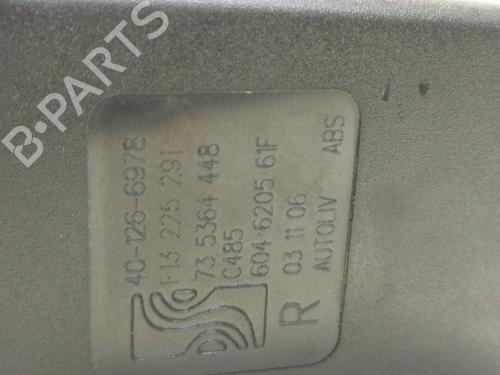 B-PARTS
40-126-6978
F13 225 291
73 5364 448
C485
604 6205 61F
03 11 06
AUTOLIV ABS
R